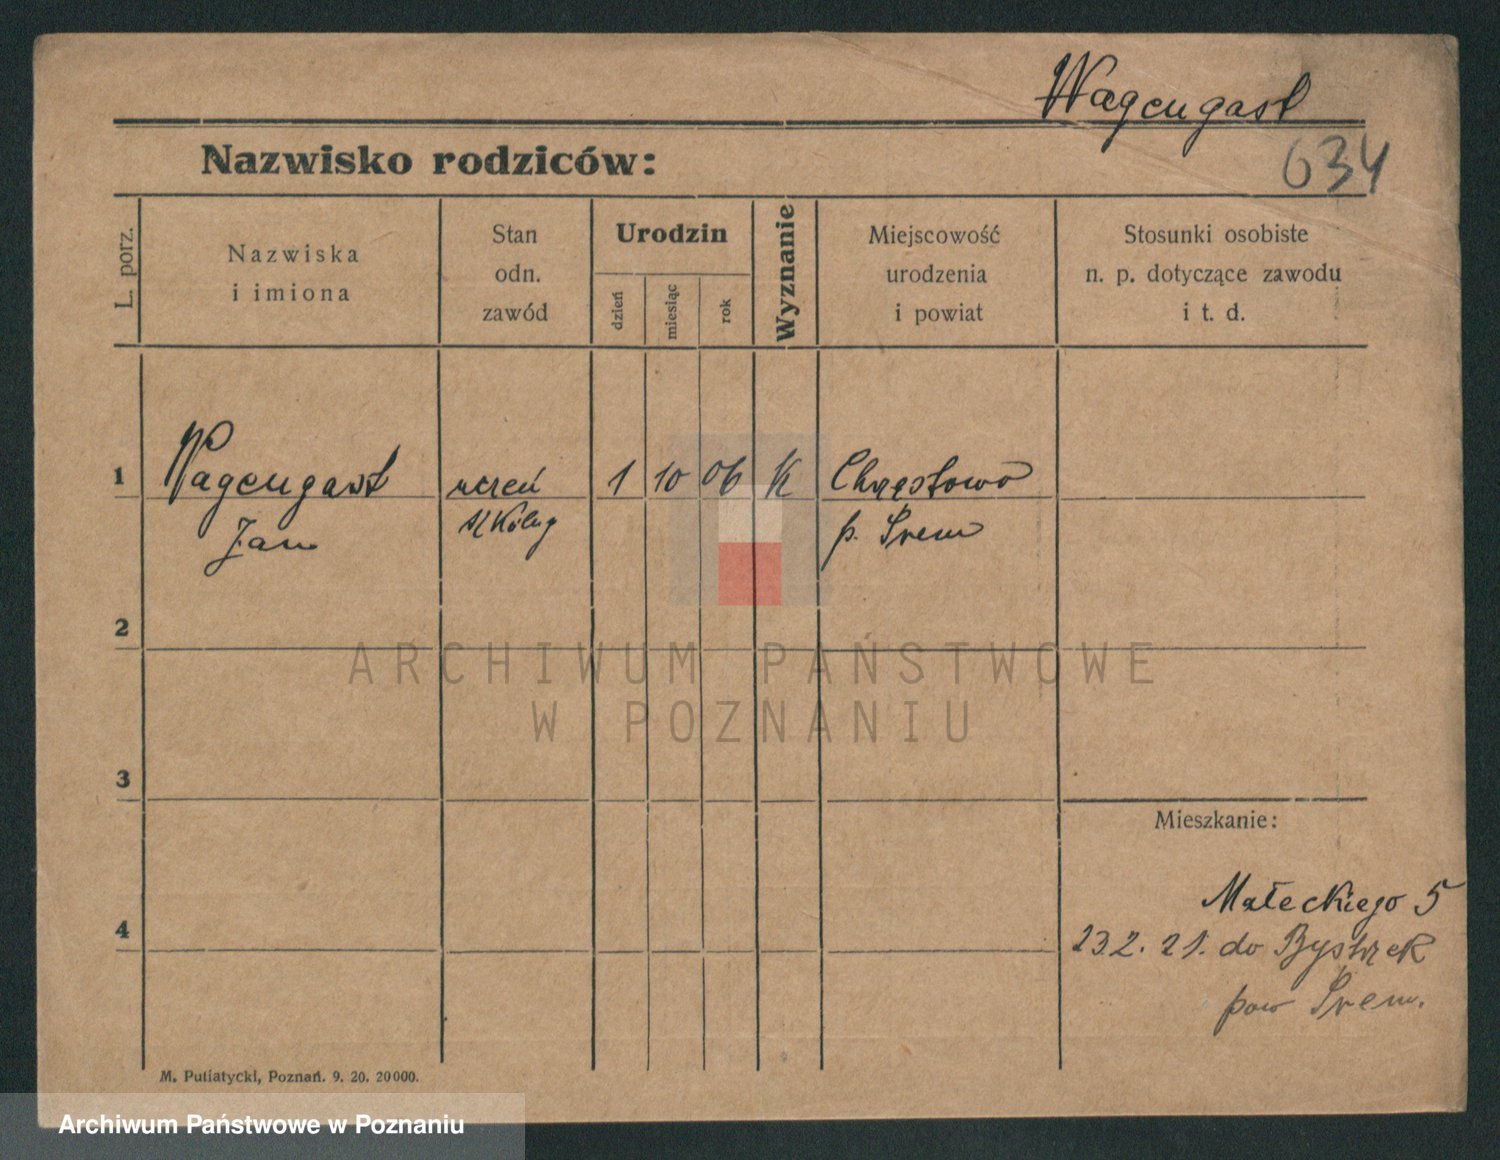 Wagengast
634
Nazwisko rodziców:
L. porz.
Nazwiska
i imiona
Stan
odn.
zawód
Urodzin
dzień
miesiąc
rok
Wyznanie
Miejscowość
urodzenia
i powiat
Stosunki osobiste
n. p. dotyczące zawodu
i t. d.
1 Wagengast uczeń 1 10 06 K Chrząstowo
Jan p. Śrem
2
ARCHIWUM PAŃSTWOWE
W POZNANIU
3
Mieszkanie:
Małeckiego 5
4
23.2.21. do Bystrzek
pow Śrem.
M. Putiatycki, Poznań. 9. 20. 20000.
Archiwum Państwowe w Poznaniu